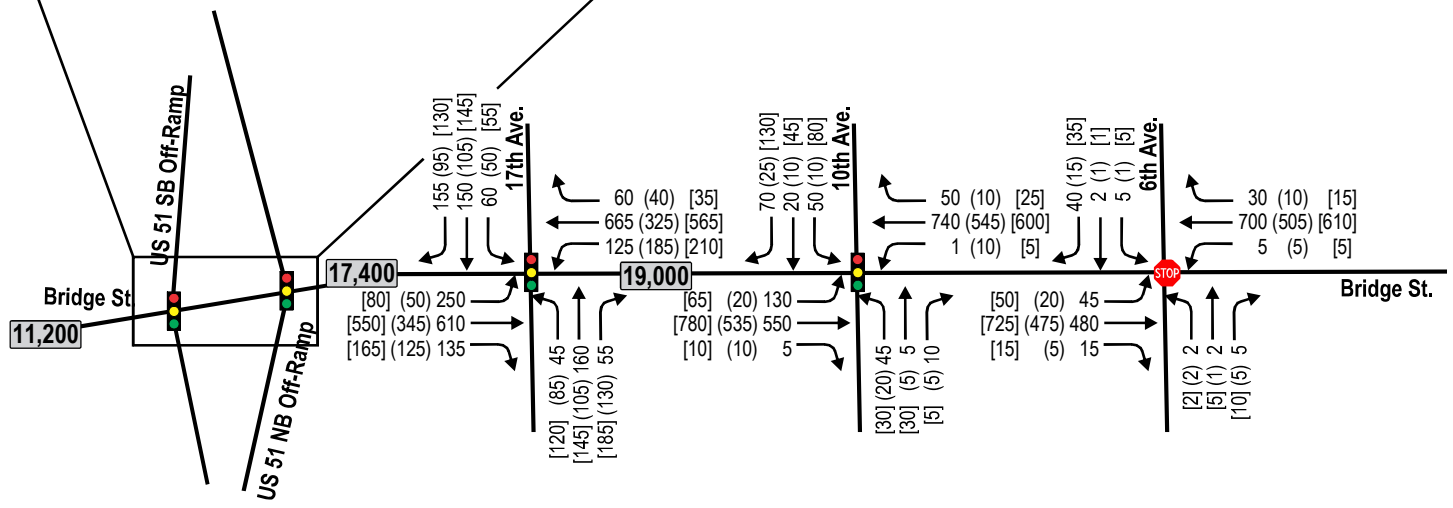 US 51 SB Off-Ramp
US 51 NB Off-Ramp
Bridge St.
11,200
17,400
155 (95) [130]
150 (105) [145]
60 (50) [55]
17th Ave.
60 (40) [35]
665 (325) [565]
125 (185) [210]
[80] (50) 250
[550] (345) 610
[165] (125) 135
[120] (85) 45
[145] (105) 160
[185] (130) 55
19,000
70 (25) [130]
20 (10) [45]
50 (10) [80]
10th Ave.
50 (10) [25]
740 (545) [600]
1 (10) [5]
[65] (20) 130
[780] (535) 550
[10] (10) 5
[30] (20) 45
[30] (5) 5
[5] (5) 10
40 (15) [35]
2 (1) [1]
5 (1) [5]
6th Ave.
STOP
30 (10) [15]
700 (505) [610]
5 (5) [5]
[50] (20) 45
[725] (475) 480
[15] (5) 15
[2] (2) 2
[5] (1) 2
[10] (5) 5
Bridge St.